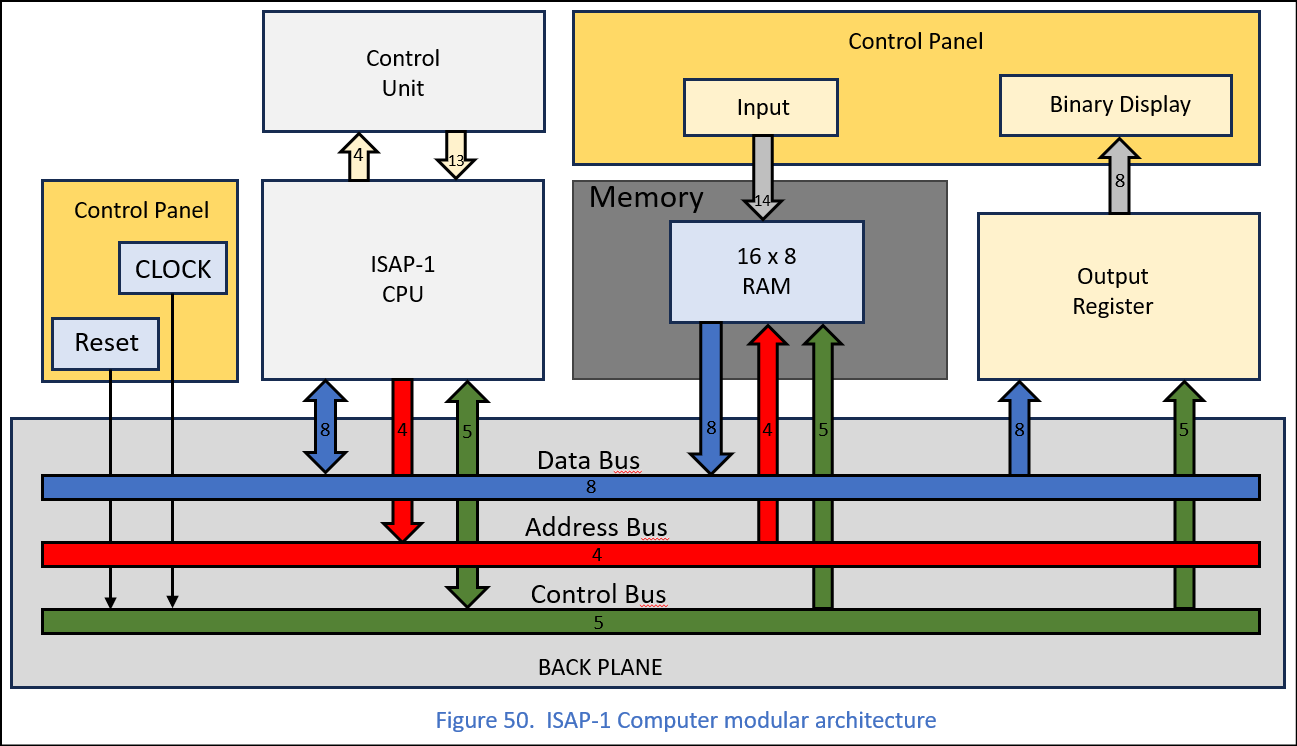 Control
Unit
Control Panel
Input
Binary Display
4
13
14
8
Control Panel
CLOCK
Reset
ISAP-1
CPU
Memory
16 x 8
RAM
Output
Register
8
4
5
8
4
5
8
5
Data Bus
8
Address Bus
4
Control Bus
5
BACK PLANE
Figure 50. ISAP-1 Computer modular architecture